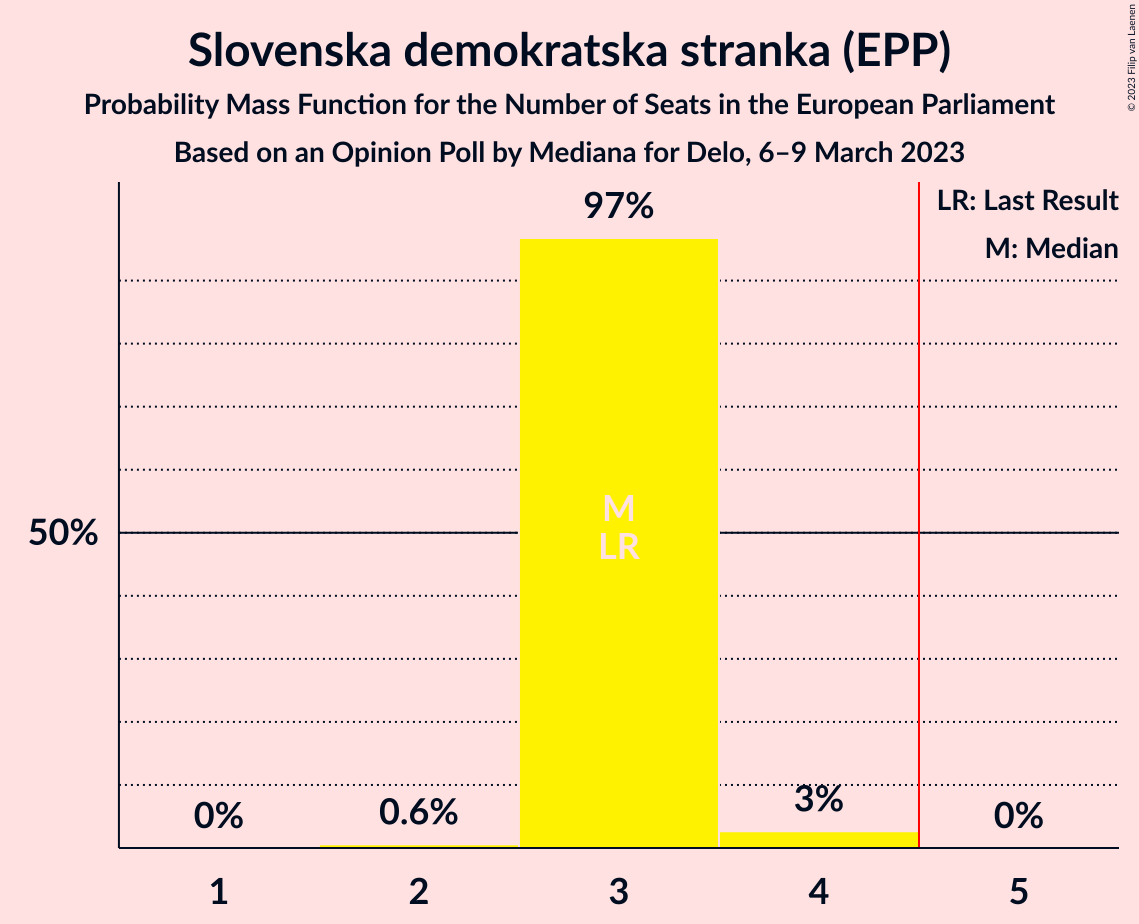 Slovenska demokratska stranka (EPP)
Probability Mass Function for the Number of Seats in the European Parliament
Based on an Opinion Poll by Mediana for Delo, 6–9 March 2023
© 2023 Filip van Laenen
LR: Last Result
M: Median
97%
50%
M
LR
0%
0.6%
3%
0%
1
2
3
4
5